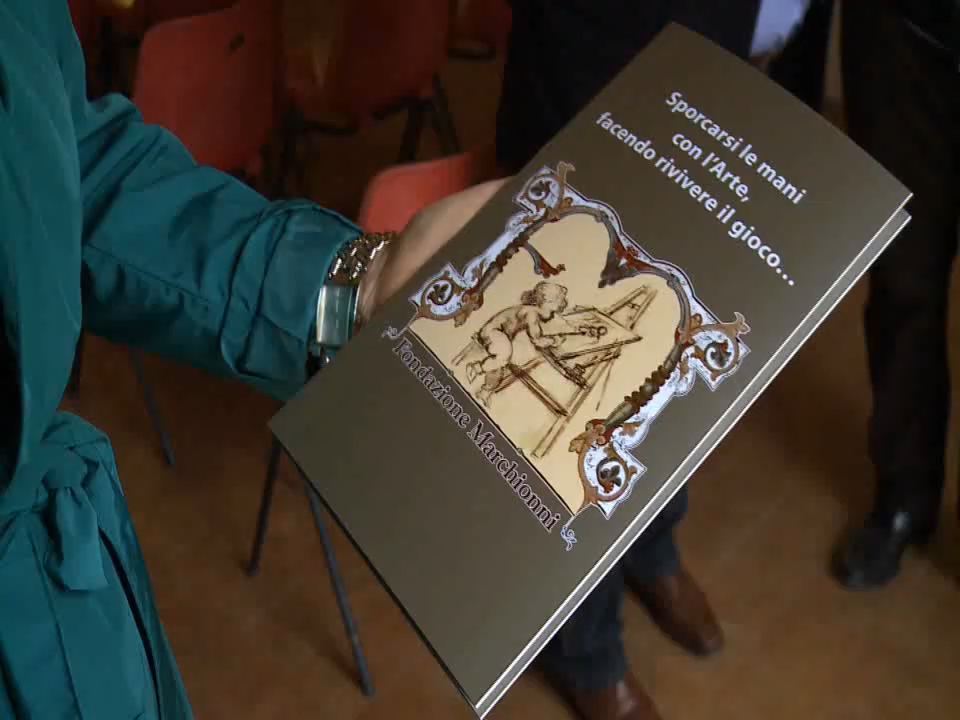 Sporcarsi le mani
con l'Arte,
facendo rivivere il gioco...
Fondazione Marchionni